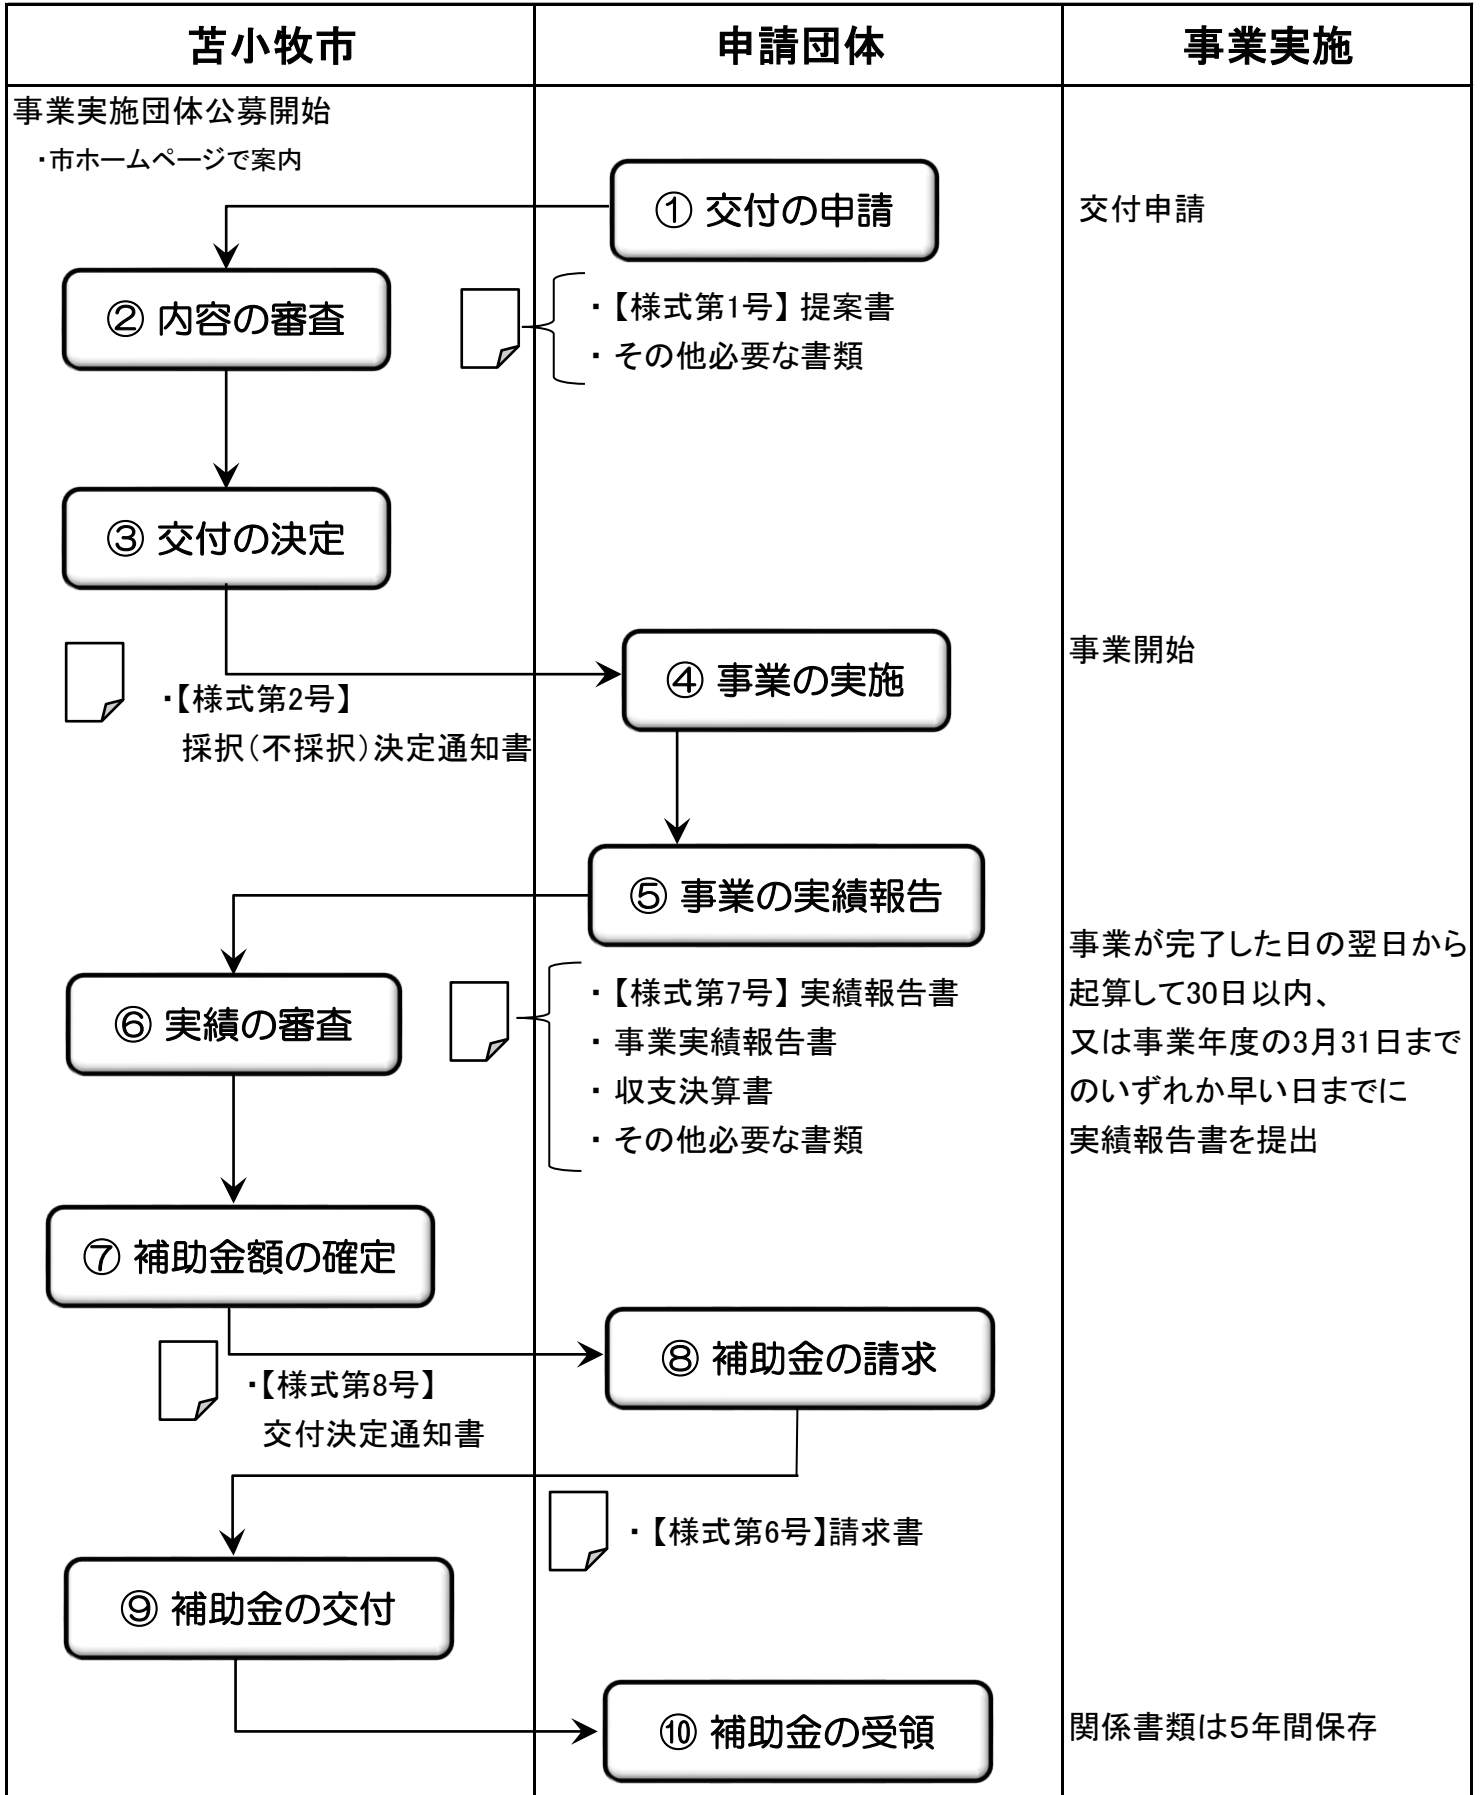 苫小牧市
申請団体
事業実施
事業実施団体公募開始
・市ホームページで案内
① 交付の申請
交付申請
② 内容の審査
・【様式第1号】 提案書
・ その他必要な書類
③ 交付の決定
・【様式第2号】
採択（不採択）決定通知書
④ 事業の実施
事業開始
⑤ 事業の実績報告
⑥ 実績の審査
・【様式第7号】 実績報告書
・ 事業実績報告書
・ 収支決算書
・ その他必要な書類
事業が完了した日の翌日から
起算して30日以内、
又は事業年度の3月31日まで
のいずれか早い日までに
実績報告書を提出
⑦ 補助金額の確定
・【様式第8号】
交付決定通知書
⑧ 補助金の請求
・【様式第6号】請求書
⑨ 補助金の交付
⑩ 補助金の受領
関係書類は５年間保存